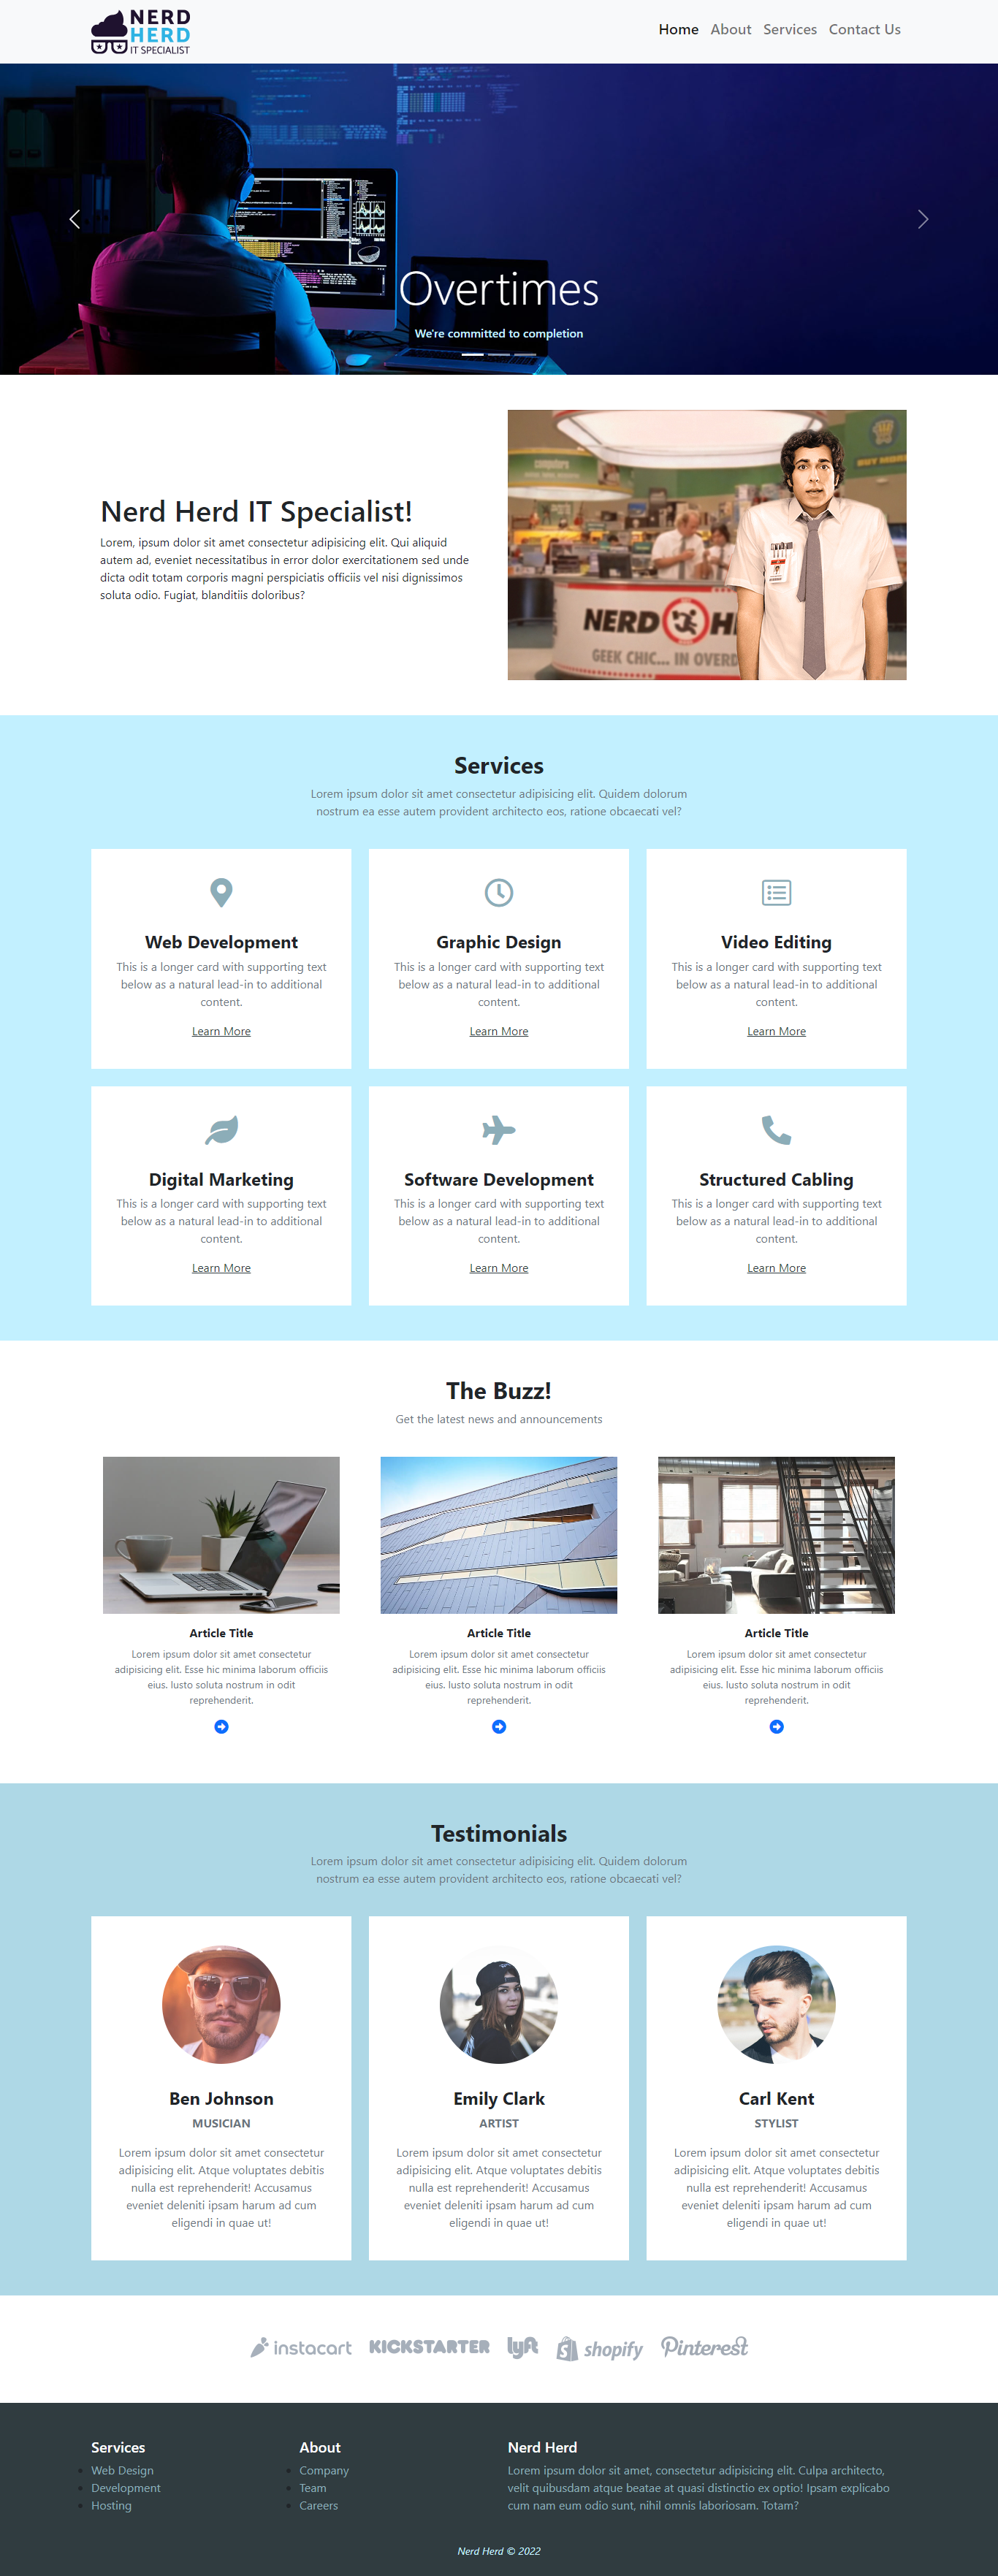 NERD
HERD
IT SPECIALIST
Home About Services Contact Us
Overtimes
We're committed to completion
BUY MORE
Nerd Herd IT Specialist!
Lorem, ipsum dolor sit amet consectetur adipisicing elit. Qui aliquid
autem ad, eveniet necessitatibus in error dolor exercitationem sed unde
dicta odit totam corporis magni perspiciatis officiis vel nisi dignissimos
soluta odio. Fugiat, blanditiis doloribus?
NERD H
GEEK CHIC... IN OVERD
Services
Lorem ipsum dolor sit amet consectetur adipisicing elit. Quidem dolorum
nostrum ea esse autem provident architecto eos, ratione obcaecati vel?
Web Development
This is a longer card with supporting text
below as a natural lead-in to additional
content.
Learn More
Graphic Design
This is a longer card with supporting text
below as a natural lead-in to additional
content.
Learn More
Video Editing
This is a longer card with supporting text
below as a natural lead-in to additional
content.
Learn More
Digital Marketing
This is a longer card with supporting text
below as a natural lead-in to additional
content.
Learn More
Software Development
This is a longer card with supporting text
below as a natural lead-in to additional
content.
Learn More
Structured Cabling
This is a longer card with supporting text
below as a natural lead-in to additional
content.
Learn More
The Buzz!
Get the latest news and announcements
Article Title
Lorem ipsum dolor sit amet consectetur
adipisicing elit. Esse hic minima laborum officiis
eius. Iusto soluta nostrum in odit
reprehenderit.
Article Title
Lorem ipsum dolor sit amet consectetur
adipisicing elit. Esse hic minima laborum officiis
eius. Iusto soluta nostrum in odit
reprehenderit.
Article Title
Lorem ipsum dolor sit amet consectetur
adipisicing elit. Esse hic minima laborum officiis
eius. Iusto soluta nostrum in odit
reprehenderit.
Testimonials
Lorem ipsum dolor sit amet consectetur adipisicing elit. Quidem dolorum
nostrum ea esse autem provident architecto eos, ratione obcaecati vel?
Ben Johnson
MUSICIAN
Lorem ipsum dolor sit amet consectetur
adipisicing elit. Atque voluptates debitis
nulla est reprehenderit! Accusamus
eveniet deleniti ipsam harum ad cum
eligendi in quae ut!
Emily Clark
ARTIST
Lorem ipsum dolor sit amet consectetur
adipisicing elit. Atque voluptates debitis
nulla est reprehenderit! Accusamus
eveniet deleniti ipsam harum ad cum
eligendi in quae ut!
Carl Kent
STYLIST
Lorem ipsum dolor sit amet consectetur
adipisicing elit. Atque voluptates debitis
nulla est reprehenderit! Accusamus
eveniet deleniti ipsam harum ad cum
eligendi in quae ut!
instacart KICKSTARTER lyft shopify Pinterest
Services
Web Design
Development
Hosting
About
Company
Team
Careers
Nerd Herd
Lorem ipsum dolor sit amet, consectetur adipisicing elit. Culpa architecto,
velit quibusdam atque beatae at quasi distinctio ex optio! Ipsam explicabo
cum nam eum odio sunt, nihil omnis laboriosam. Totam?
Nerd Herd © 2022